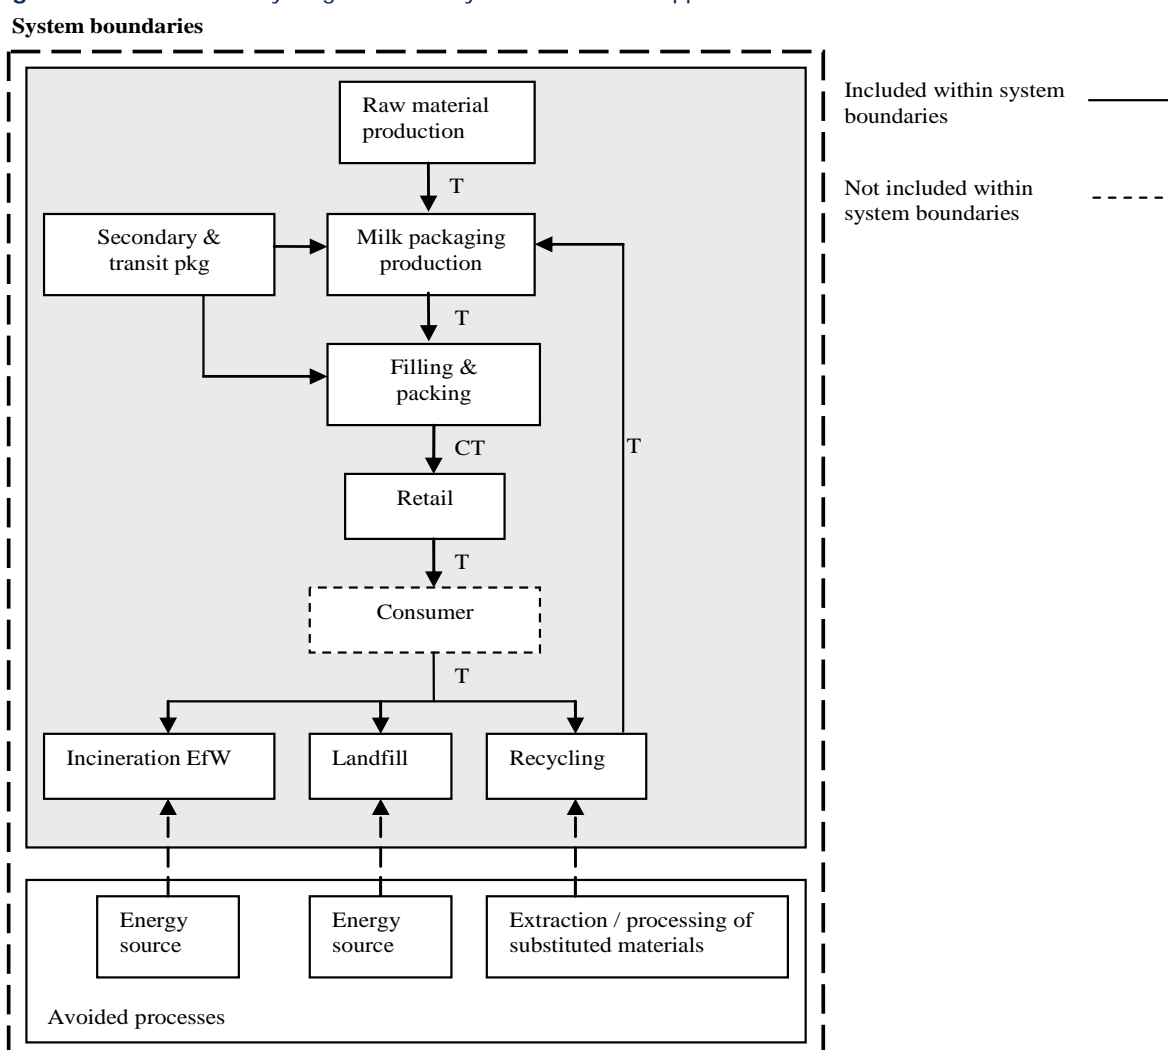 System boundaries
Included within system
boundaries
Not included within
system boundaries
Raw material
production
T
Secondary &
transit pkg
Milk packaging
production
T
Filling &
packing
CT
T
Retail
T
Consumer
T
Incineration EfW
Landfill
Recycling
Energy
source
Energy
source
Extraction / processing of
substituted materials
Avoided processes